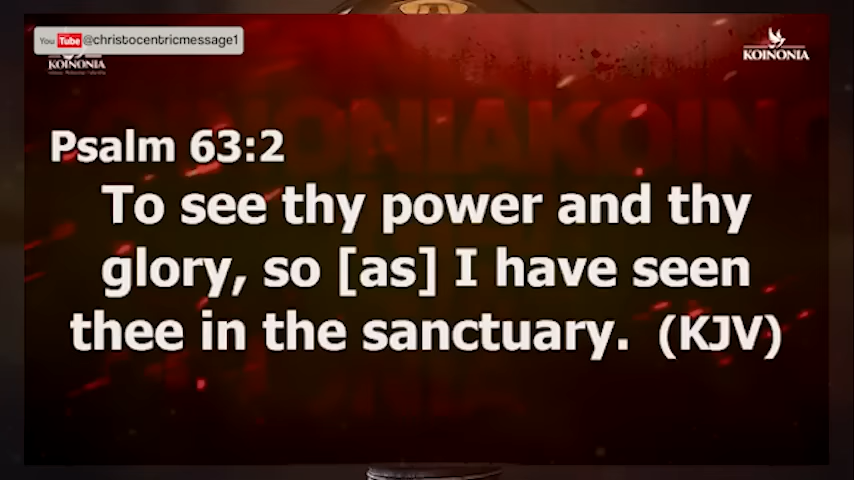 You Tube @christocentricmessage1
KOINONIA
KOINONIA
Psalm 63:2
To see thy power and thy
glory, so [as] I have seen
thee in the sanctuary. (KJV)